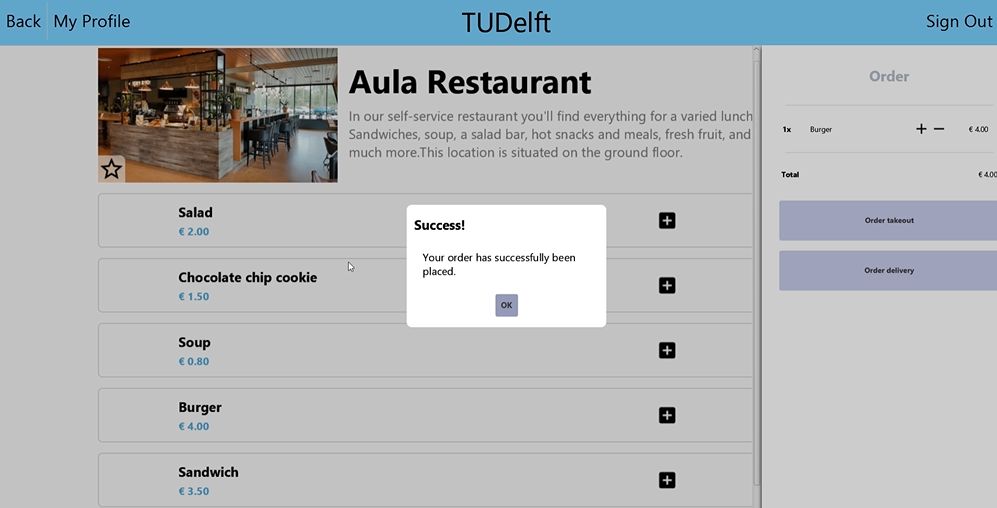 Back My Profile TUDelft Sign Out
Aula Restaurant
In our self-service restaurant you'll find everything for a varied lunch
Sandwiches, soup, a salad bar, hot snacks and meals, fresh fruit, and
much more.This location is situated on the ground floor.
Salad
€ 2.00
Chocolate chip cookie
€ 1.50
Soup
€ 0.80
Burger
€ 4.00
Sandwich
€ 3.50
Success!
Your order has successfully been
placed.
OK
Order
1x Burger € 4.00
Total € 4.00
Order takeout
Order delivery